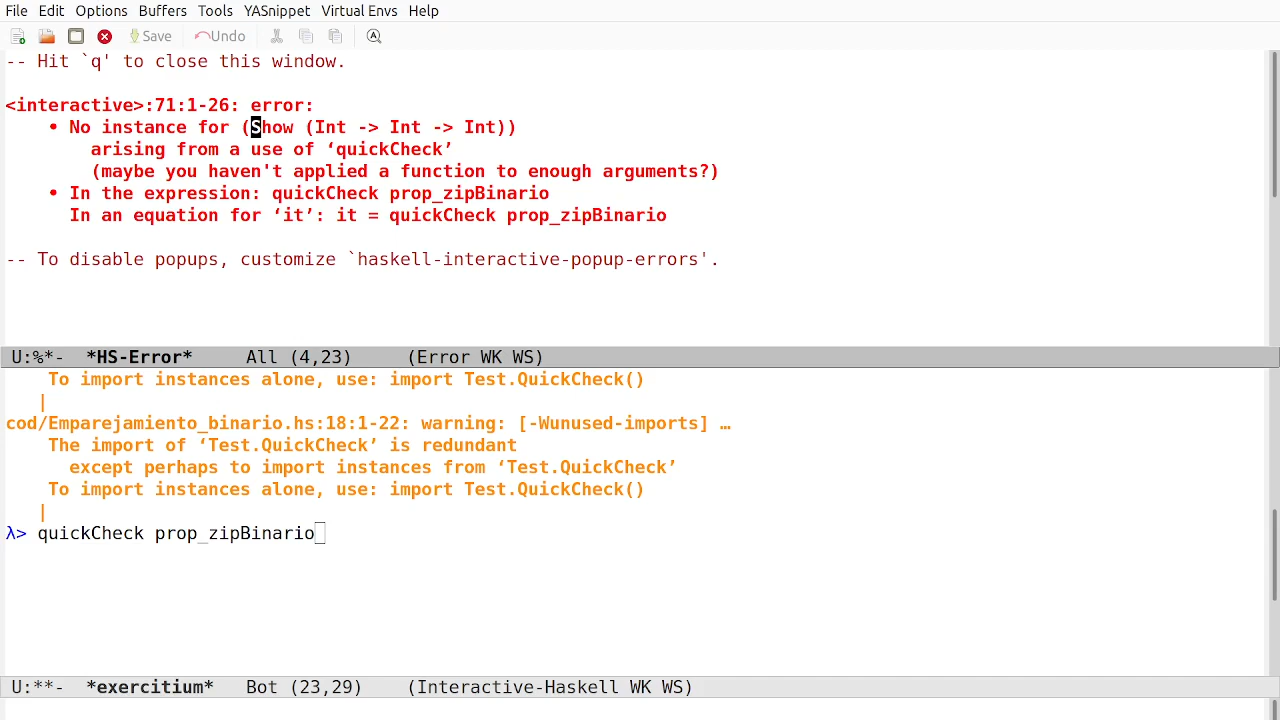 File Edit Options Buffers Tools YASnippet Virtual Envs Help
Save Undo
-- Hit `q' to close this window.
<interactive>:71:1-26: error:
• No instance for (Show (Int -> Int -> Int))
arising from a use of ‘quickCheck’
(maybe you haven't applied a function to enough arguments?)
• In the expression: quickCheck prop_zipBinario
In an equation for ‘it’: it = quickCheck prop_zipBinario
-- To disable popups, customize `haskell-interactive-popup-errors'.
U:%*-  *HS-Error*     All (4,23)     (Error WK WS)
To import instances alone, use: import Test.QuickCheck()
|
cod/Emparejamiento_binario.hs:18:1-22: warning: [-Wunused-imports] …
The import of ‘Test.QuickCheck’ is redundant
except perhaps to import instances from ‘Test.QuickCheck’
To import instances alone, use: import Test.QuickCheck()
|
λ> quickCheck prop_zipBinario
U:**-  *exercitium*   Bot (23,29)    (Interactive-Haskell WK WS)